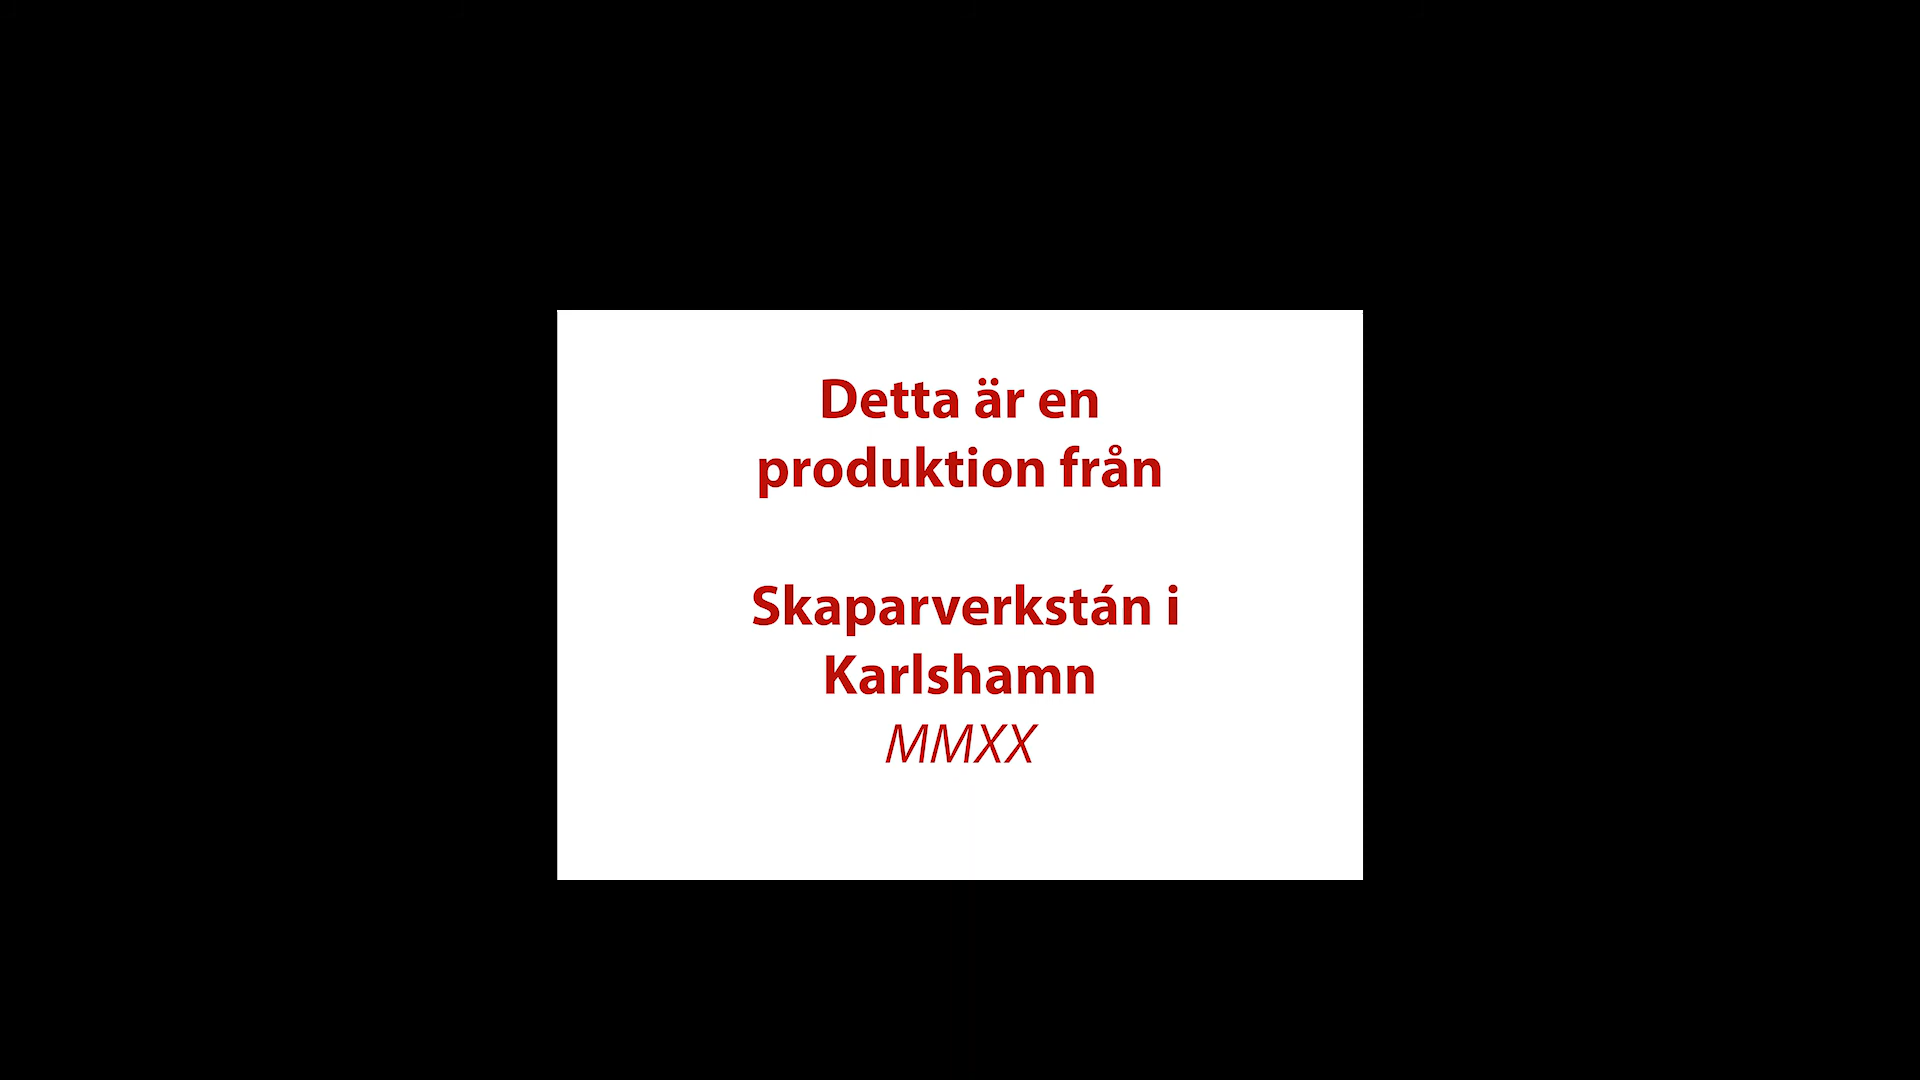 Detta är en
produktion från
Skaparverkstán i
Karlshamn
MMXX